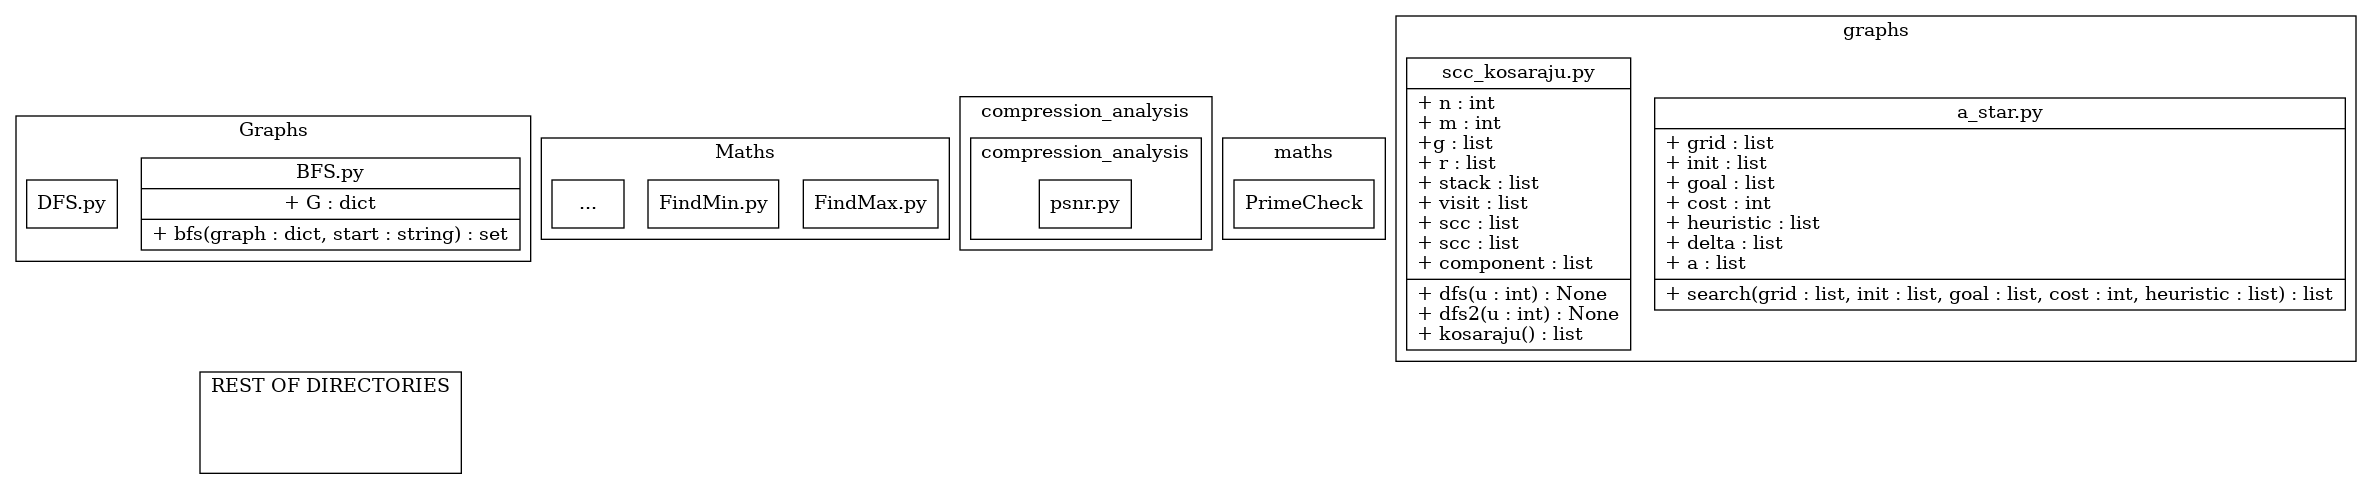 Graphs
DFS.py
BFS.py
+ G : dict
+ bfs(graph : dict, start : string) : set
Maths
...
FindMin.py
FindMax.py
compression_analysis
compression_analysis
psnr.py
maths
PrimeCheck
graphs
scc_kosaraju.py
+ n : int
+ m : int
+g : list
+ r : list
+ stack : list
+ visit : list
+ scc : list
+ scc : list
+ component : list
+ dfs(u : int) : None
+ dfs2(u : int) : None
+ kosaraju() : list
a_star.py
+ grid : list
+ init : list
+ goal : list
+ cost : int
+ heuristic : list
+ delta : list
+ a : list
+ search(grid : list, init : list, goal : list, cost : int, heuristic : list) : list
REST OF DIRECTORIES